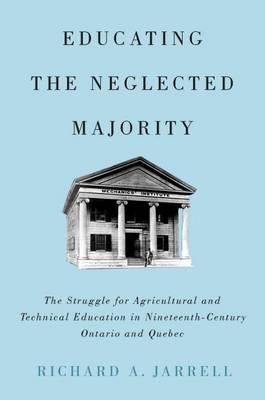 EDUCATING
THE NEGLECTED
MAJORITY
MECHANICS' INSTITUTE
The Struggle for Agricultural and
Technical Education in Nineteenth-Century
Ontario and Quebec
RICHARD A. JARRELL